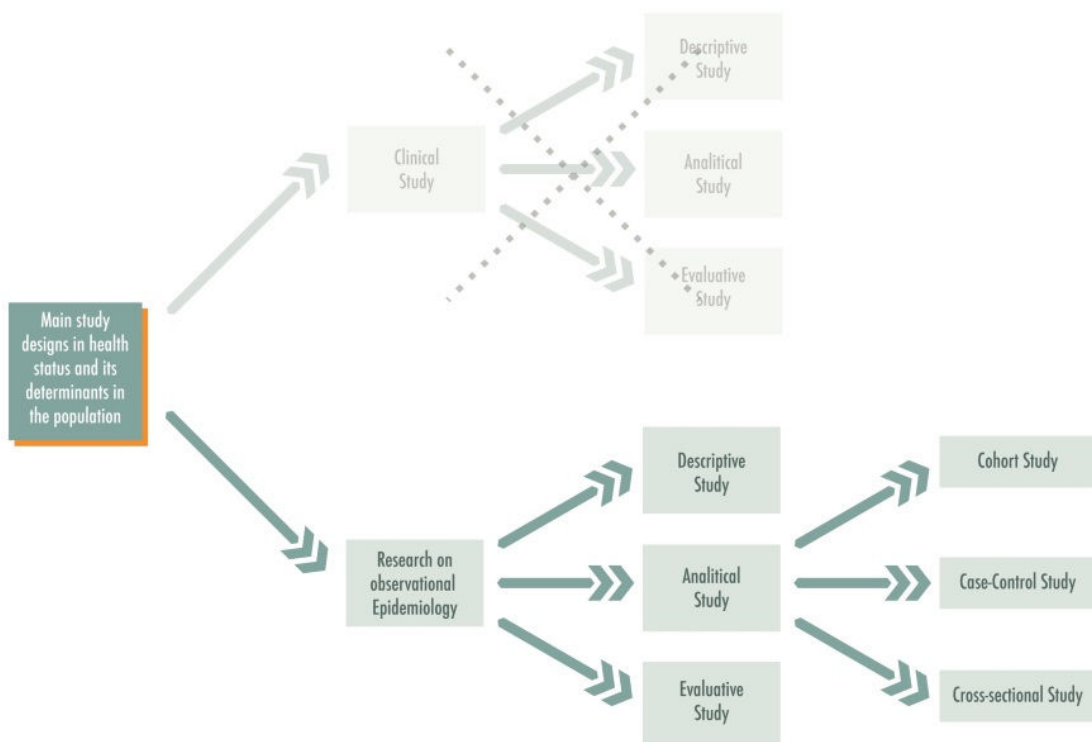 Descriptive
Study
Clinical
Study
Analitical
Study
Evaluative
Study
Main study
designs in health
status and its
determinants in
the population
Descriptive
Study
Cohort Study
Research on
observational
Epidemiology
Analitical
Study
Case-Control Study
Evaluative
Study
Cross-sectional Study